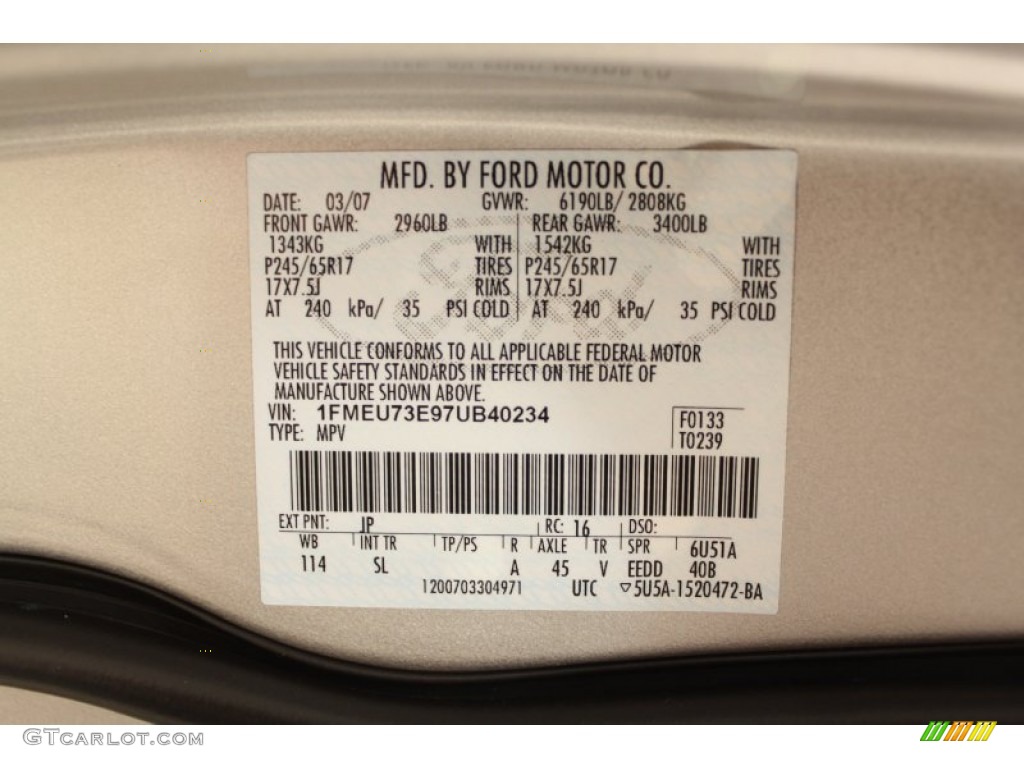 MFD. BY FORD MOTOR CO.
DATE: 03/07 GVWR: 6190LB/ 2808KG
FRONT GAWR: 2960LB REAR GAWR: 3400LB
1343KG WITH 1542KG WITH
P245/65R17 TIRES P245/65R17 TIRES
17X7.5J RIMS 17X7.5J RIMS
AT 240 kPa/ 35 PSI COLD AT 240 kPa/ 35 PSI COLD
THIS VEHICLE CONFORMS TO ALL APPLICABLE FEDERAL MOTOR
VEHICLE SAFETY STANDARDS IN EFFECT ON THE DATE OF
MANUFACTURE SHOWN ABOVE.
VIN: 1FMEU73E97UB40234 F0133
TYPE: MPV T0239
EXT PNT: JP RC: 16 DSO:
WB INT TR TP/PS R AXLE TR SPR 6U51A
114 SL A 45 V EEDD 40B
1200703304971 UTC ▽5U5A-1520472-BA
GTcarlot.com